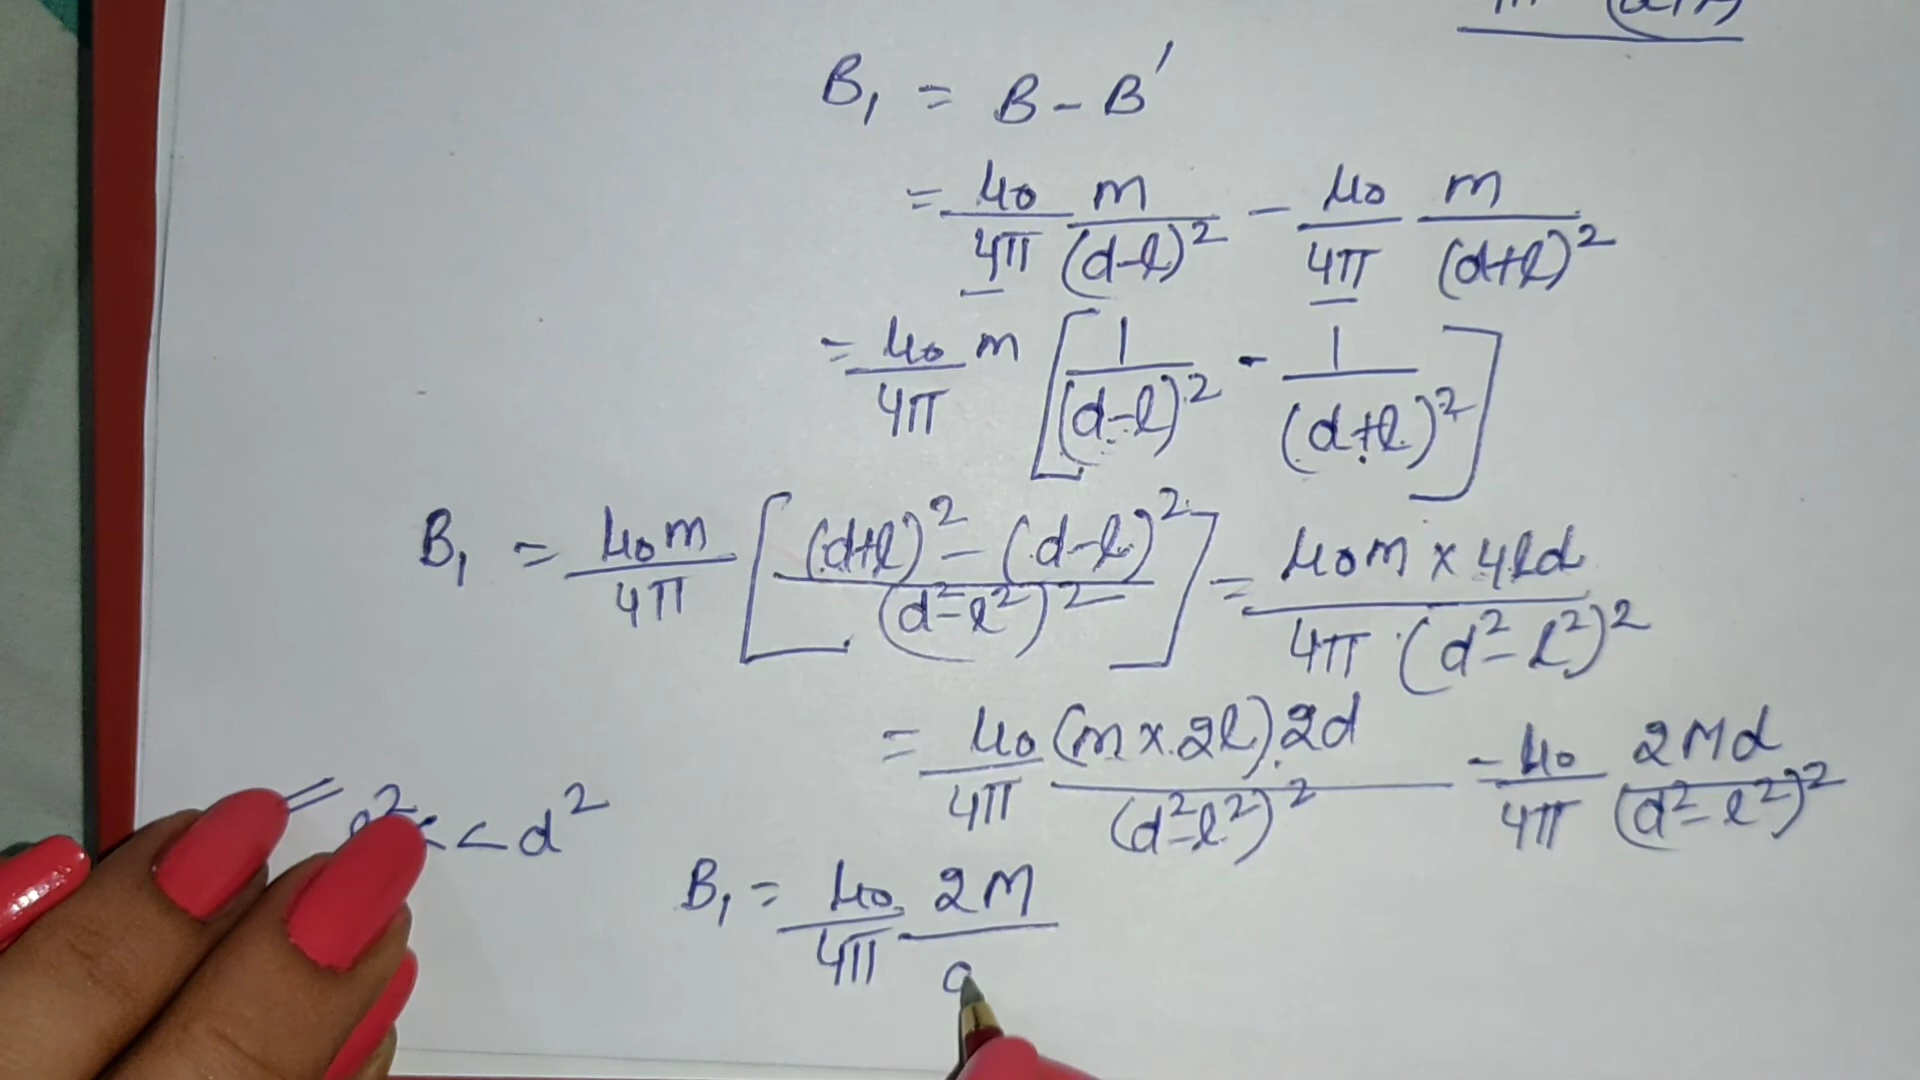 B₁ = B - B'
= μ₀/4π m/(d-l)² - μ₀/4π m/(d+l)²
= μ₀/4π m [1/(d-l)² - 1/(d+l)²]
B₁ = μ₀m/4π [(d+l)² - (d-l)²/(d²-l²)²] = μ₀m × 4ld/4π (d²-l²)²
= μ₀/4π (m×2l)2d/(d²-l²)² = μ₀/4π 2Md/(d²-l²)²
l² << d²
B₁ = μ₀/4π 2M